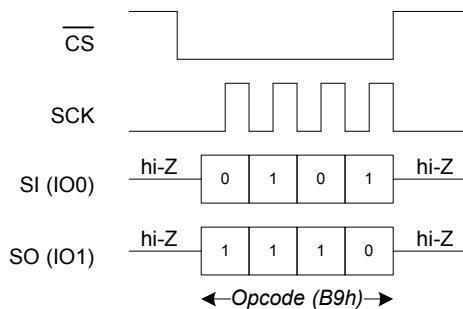 CS
SCK
hi-Z 0 1 0 1 hi-Z
SI (IO0)
hi-Z 1 1 1 0 hi-Z
SO (IO1)
Opcode (B9h)